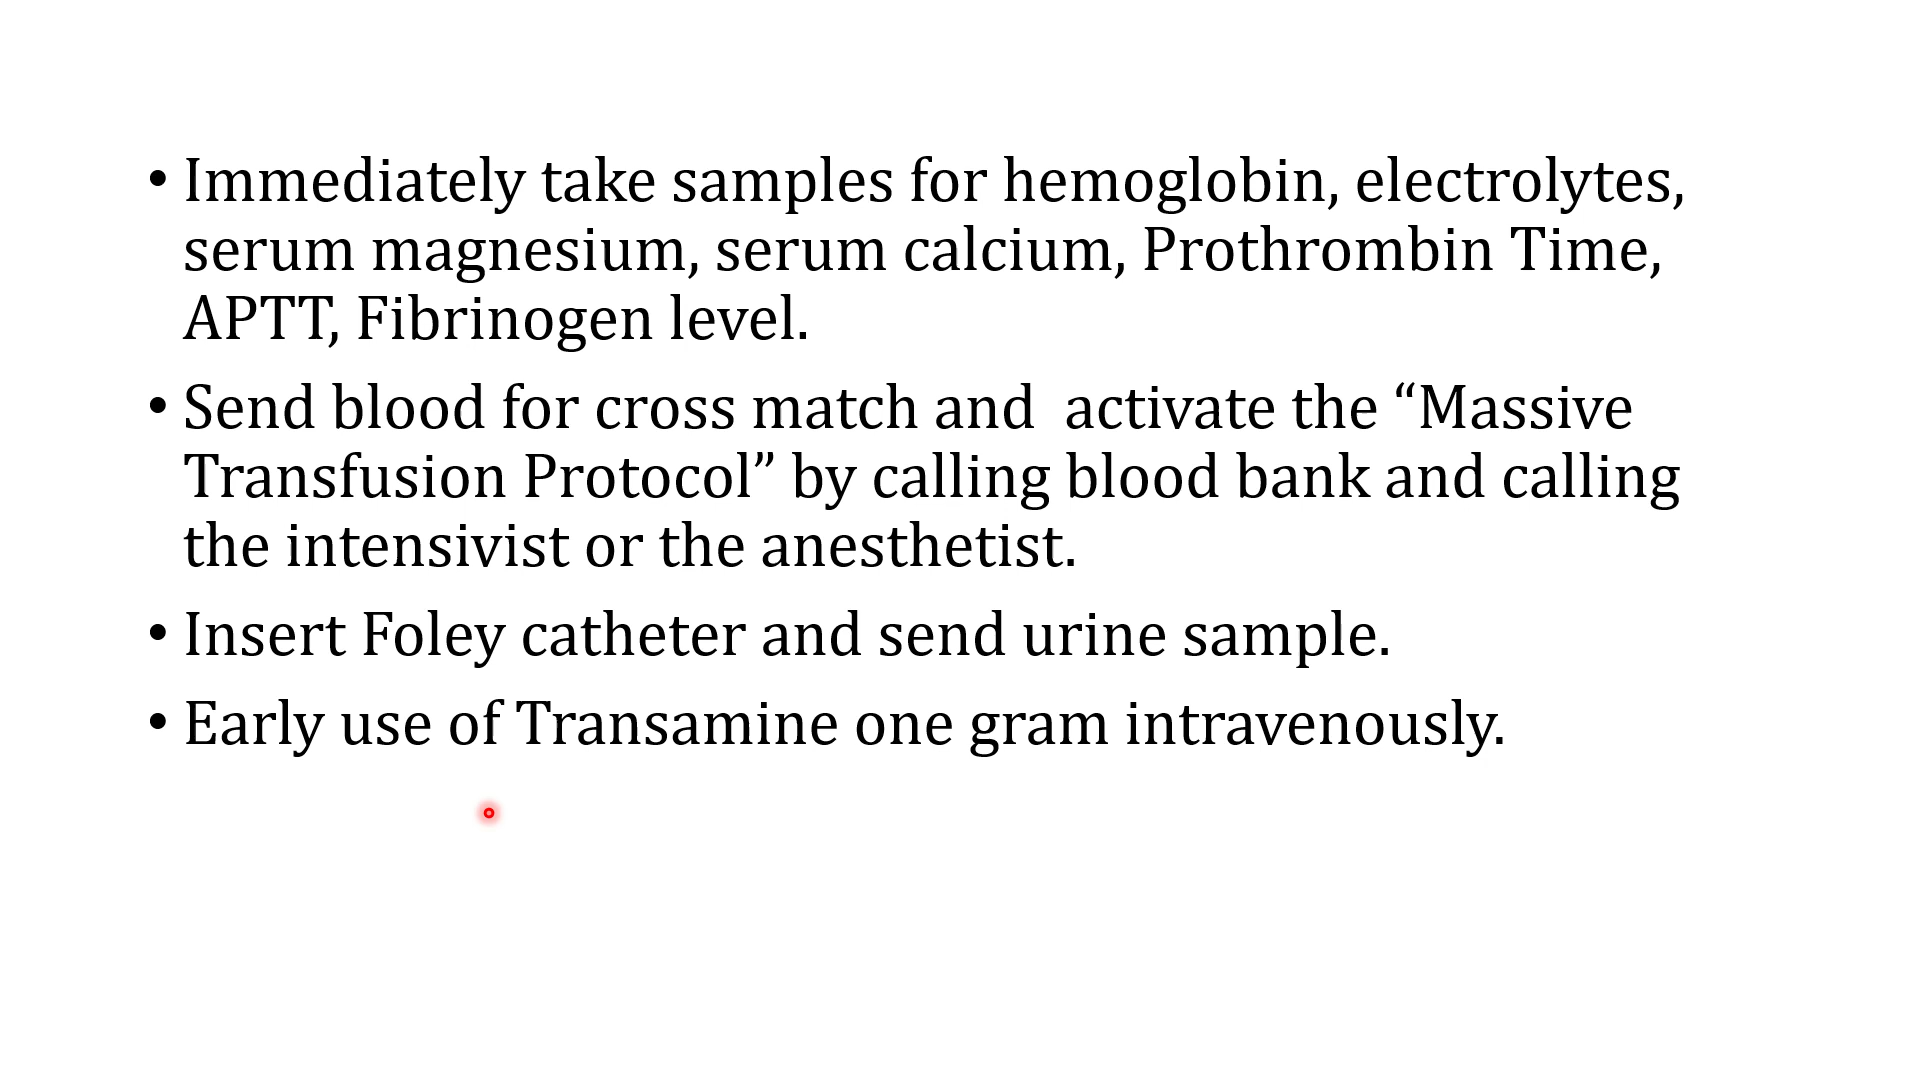 • Immediately take samples for hemoglobin, electrolytes,
serum magnesium, serum calcium, Prothrombin Time,
APTT, Fibrinogen level.
• Send blood for cross match and  activate the “Massive
Transfusion Protocol” by calling blood bank and calling
the intensivist or the anesthetist.
• Insert Foley catheter and send urine sample.
• Early use of Transamine one gram intravenously.